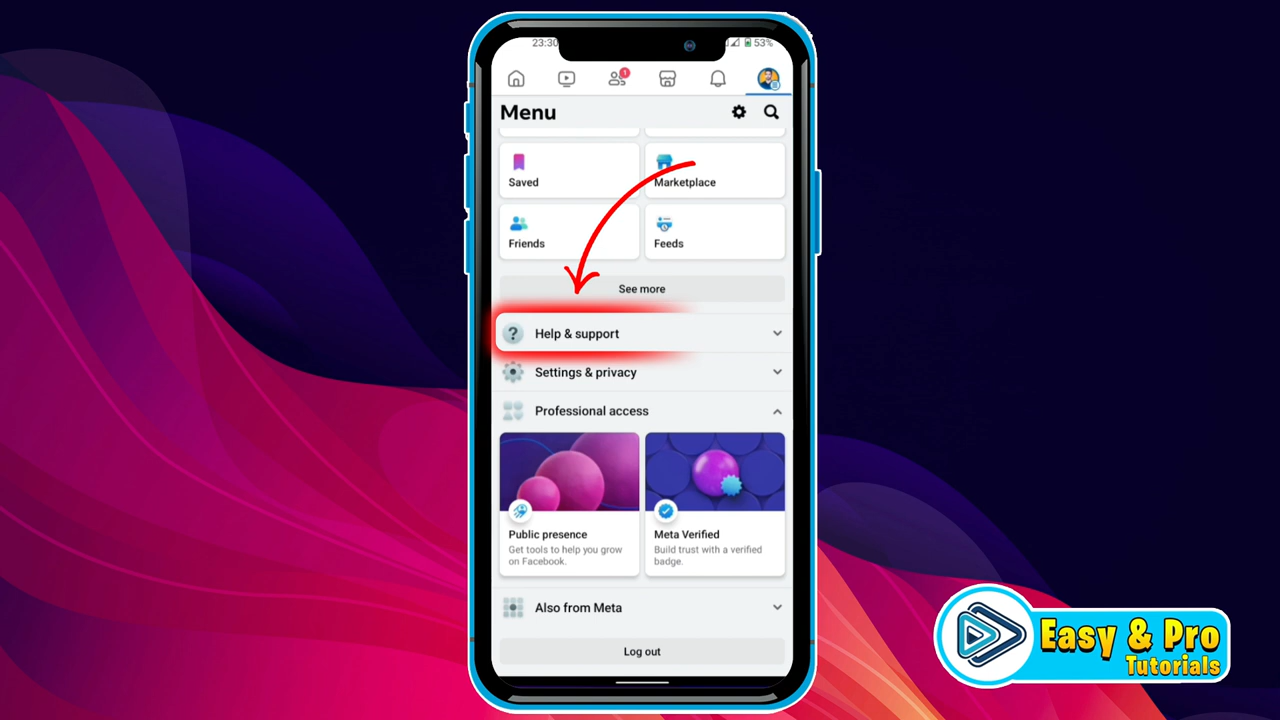 23:30
53%
1
Menu
Saved
Marketplace
Friends
Feeds
See more
? Help & support
Settings & privacy
Professional access
Public presence
Get tools to help you grow
on Facebook.
Meta Verified
Build trust with a verified
badge.
Also from Meta
Log out
Easy & Pro
Tutorials